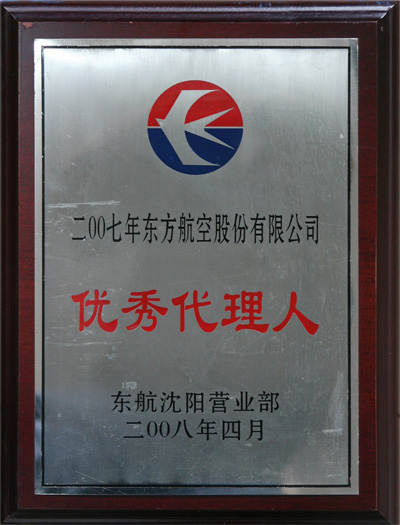 二00七年东方航空股份有限公司
优秀代理人
东航沈阳营业部
二00八年四月